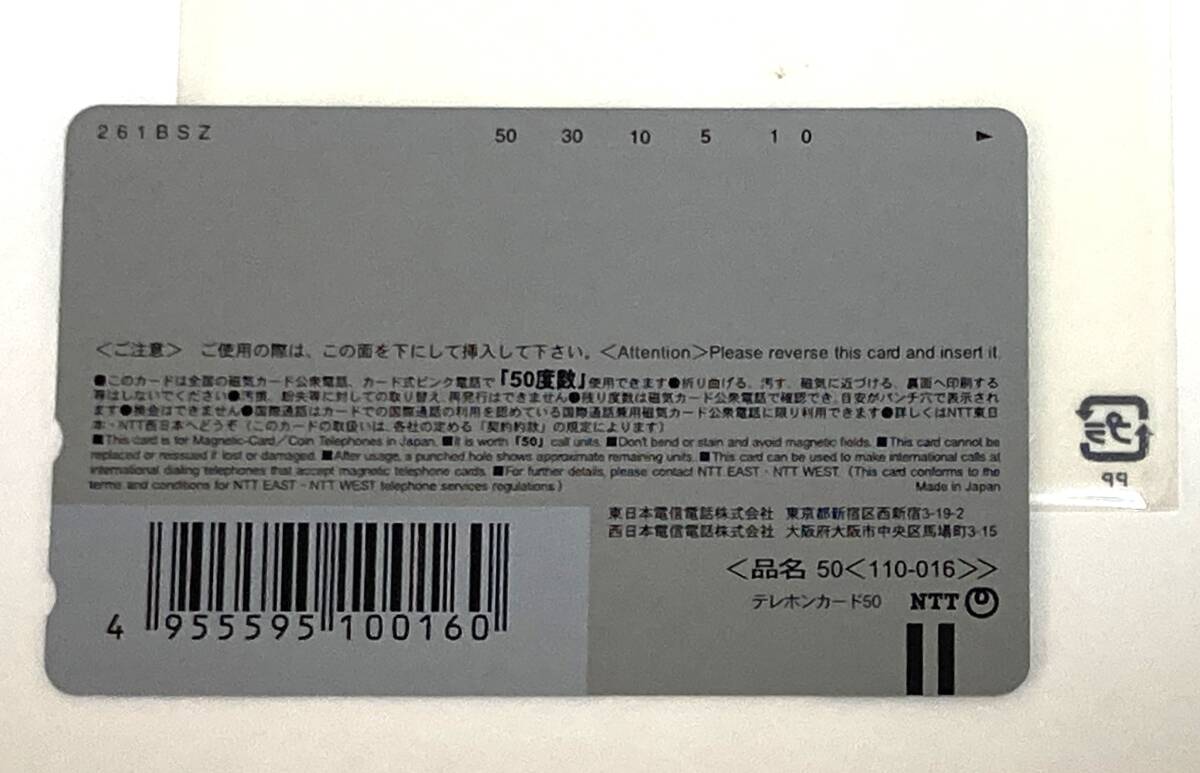 261BSZ 50 30 10 5 1 0
<ご注意> ご使用の際は、この面を下にして挿入して下さい。<Attention>Please reverse this card and insert it.
●このカードは全国の磁気カード公衆電話、カード式ピンク電話で「50度数」使用できます●折り曲げる、汚す、磁気に近づける、裏面へ印刷する
等はしないでください●汚損、紛失等に対しての取り替え、再発行はできません●残り度数は磁気カード公衆電話で確認でき、目安がパンチ穴で表示され
ます●換金はできません●国際通話はカードでの国際通話の利用を認めている国際通話兼用磁気カード公衆電話に限り利用できます●詳しくはNTT東日
本・NTT西日本へどうぞ(このカードの取扱いは、各社の定める「契約約款」の規定によります)
■This card is for Magnetic-Card/Coin Telephones in Japan. ■It is worth「50」call units. ■Don't bend or stain and avoid magnetic fields. ■This card cannot be
replaced or reissued if lost or damaged. ■After usage, a punched hole shows approximate remaining units. ■This card can be used to make international calls at
international dialing telephones that accept magnetic telephone cards. ■For further details, please contact NTT EAST・NTT WEST. (This card conforms to the
terms and conditions for NTT EAST・NTT WEST telephone services regulations.) Made in Japan
東日本電信電話株式会社 東京都新宿区西新宿3-19-2
西日本電信電話株式会社 大阪府大阪市中央区馬場町3-15
<品名 50<110-016>>
テレホンカード50 NTT
4 955595 100160
プラ
PP